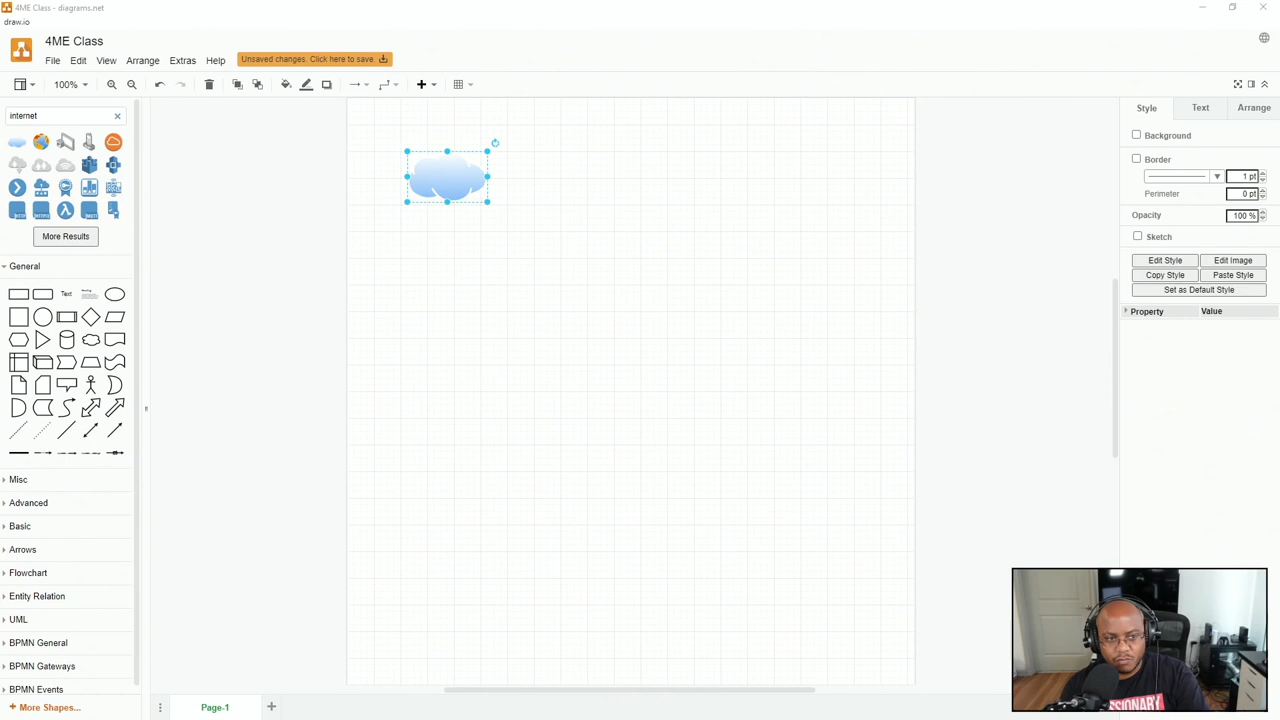 4ME Class - diagrams.net
draw.io
4ME Class
File Edit View Arrange Extras Help
Unsaved changes. Click here to save.
100%
internet
More Results
General
Text
Misc
Advanced
Basic
Arrows
Flowchart
Entity Relation
UML
BPMN General
BPMN Gateways
BPMN Events
+ More Shapes...
Page-1
Style Text Arrange
Background
Border
1 pt
Perimeter 0 pt
Opacity 100 %
Sketch
Edit Style Edit Image
Copy Style Paste Style
Set as Default Style
Property Value